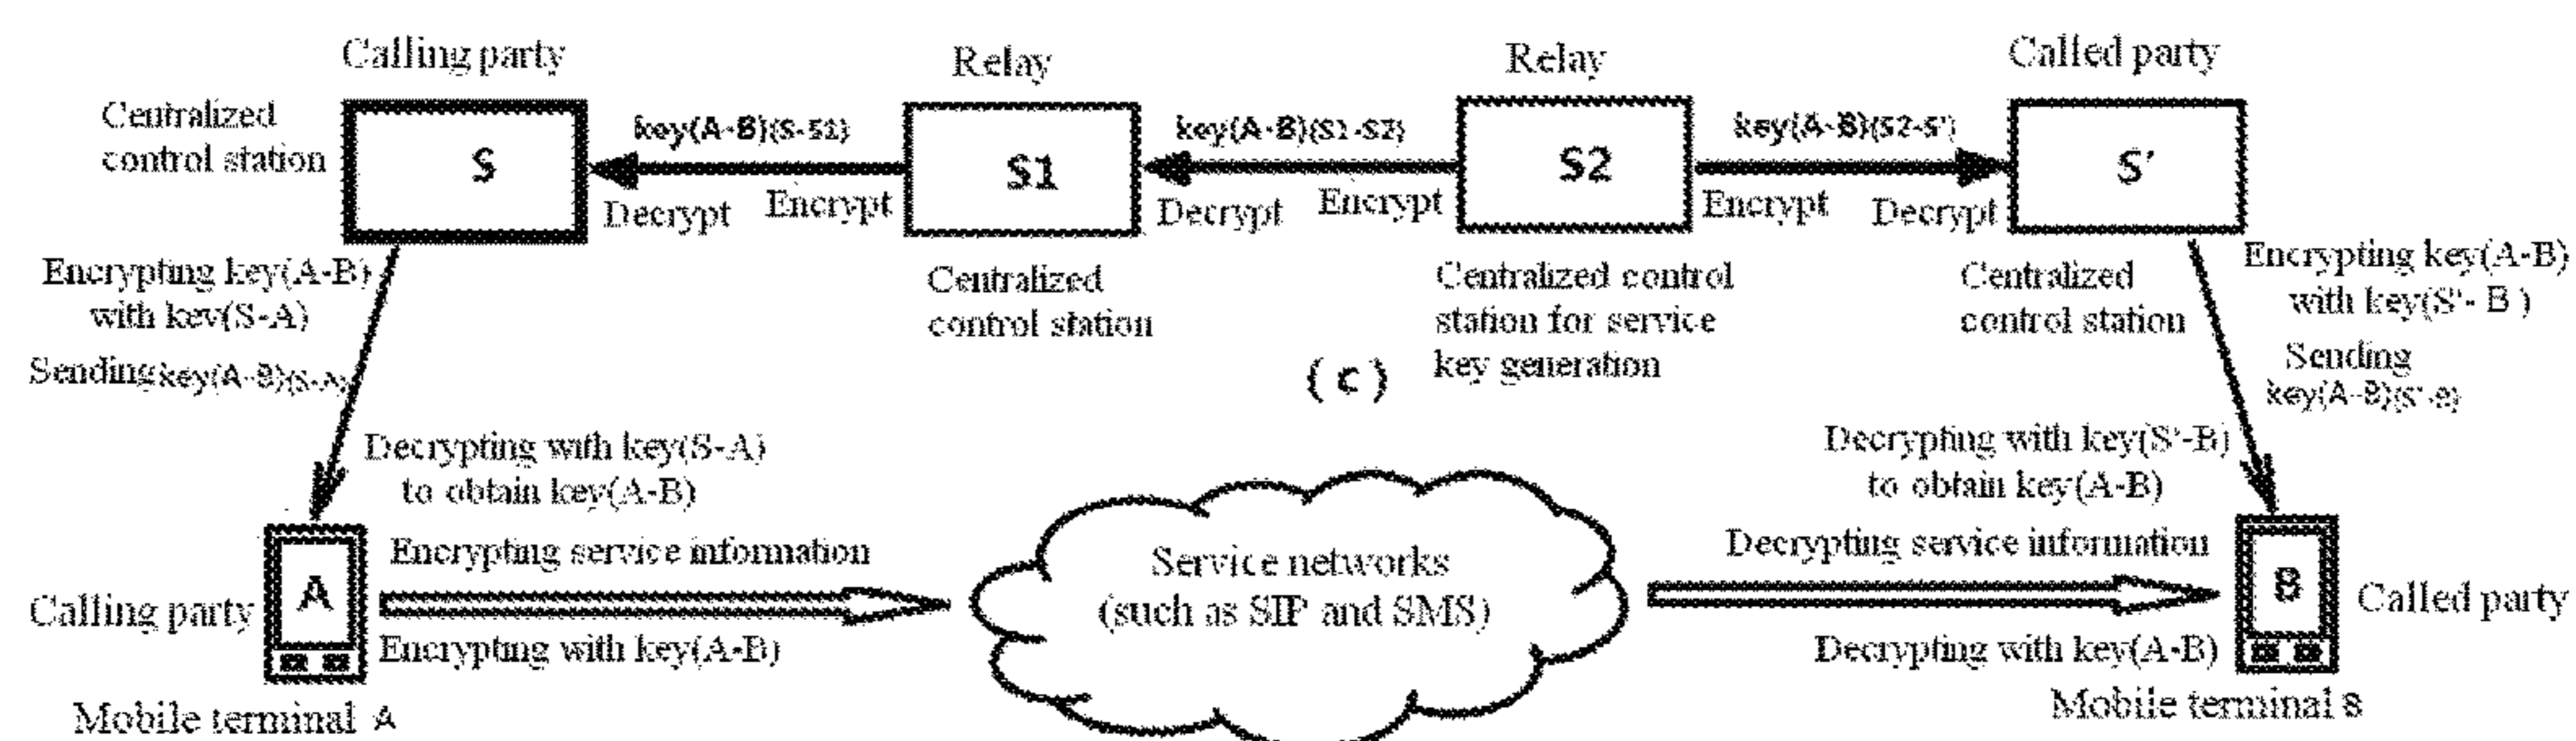 Calling party
Relay
Relay
Called party
Centralized
control station
S
key(A-B)(S-S1)
S1
key(A-B)(S1-S2)
S2
key(A-B)(S2-S')
S'
Decrypt
Encrypt
Decrypt
Encrypt
Encrypt
Decrypt
Encrypting key(A-B)
with key(S-A)
Centralized
control station
Centralized control
station for service
key generation
Centralized
control station
Encrypting key(A-B)
with key(S'- B )
Sending key(A-B)(S-A)
( c )
Sending
key(A-B)(S'-B)
Decrypting with key(S-A)
to obtain key(A-B)
Decrypting with key(S'-B)
to obtain key(A-B)
Calling party
A
Encrypting service information
Encrypting with key(A-B)
Service networks
(such as SIP and SMS)
Decrypting service information
Decrypting with key(A-B)
B
Called party
Mobile terminal A
Mobile terminal B